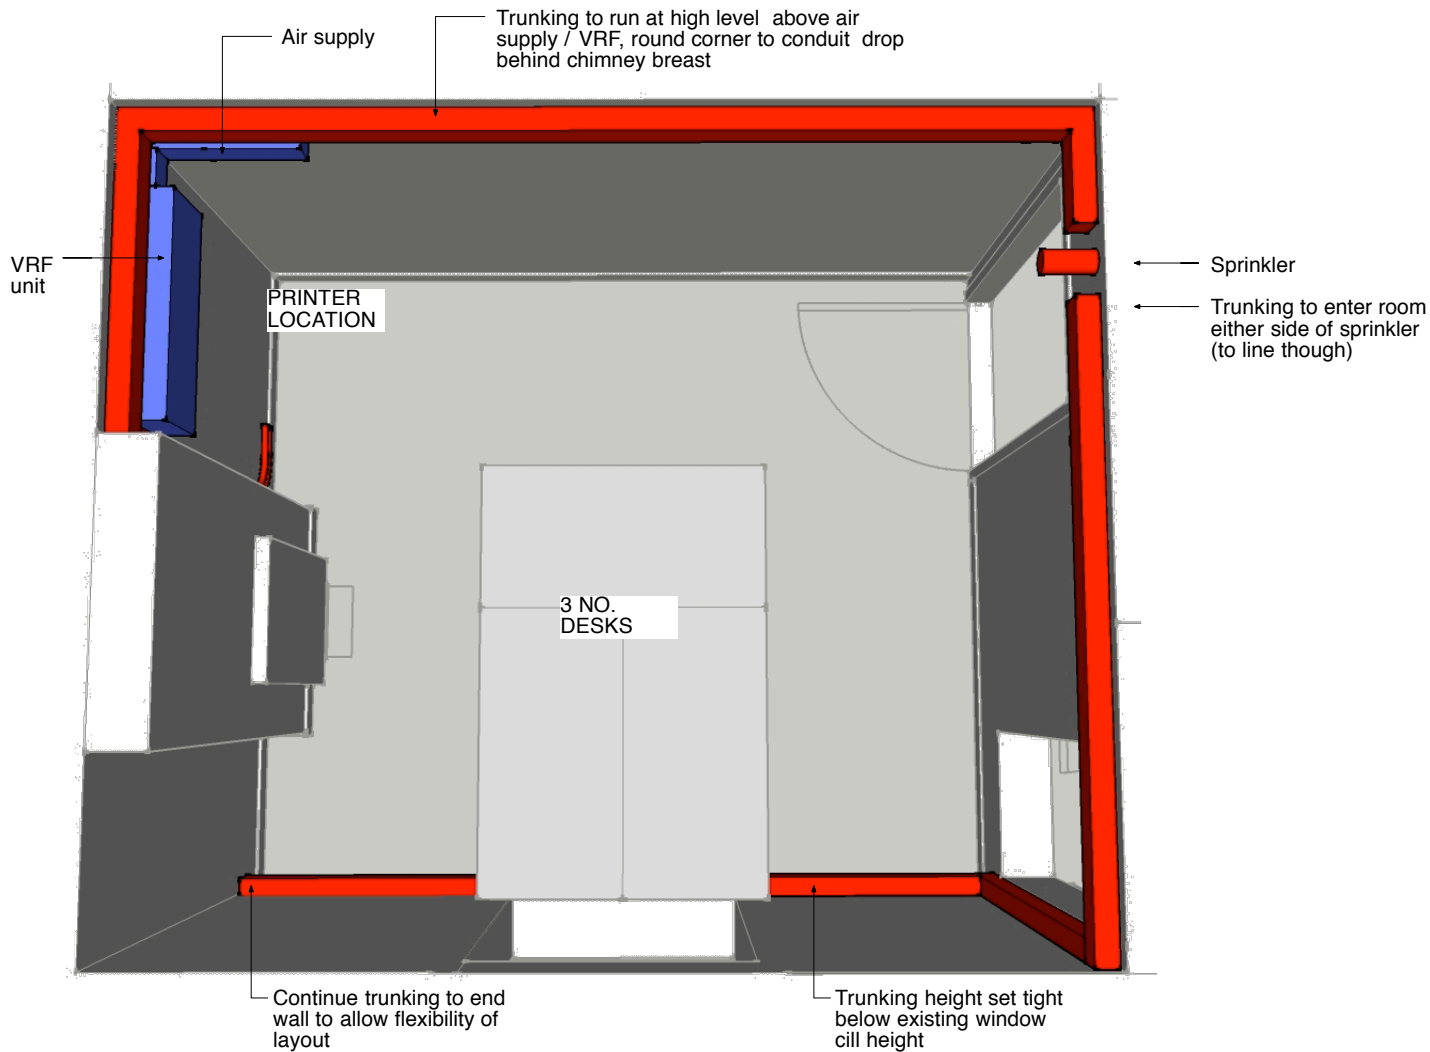 Trunking to run at high level above air
supply / VRF, round corner to conduit drop
behind chimney breast
Air supply
VRF
unit
Sprinkler
PRINTER
LOCATION
Trunking to enter room
either side of sprinkler
(to line though)
3 NO.
DESKS
Continue trunking to end
wall to allow flexibility of
layout
Trunking height set tight
below existing window
cill height